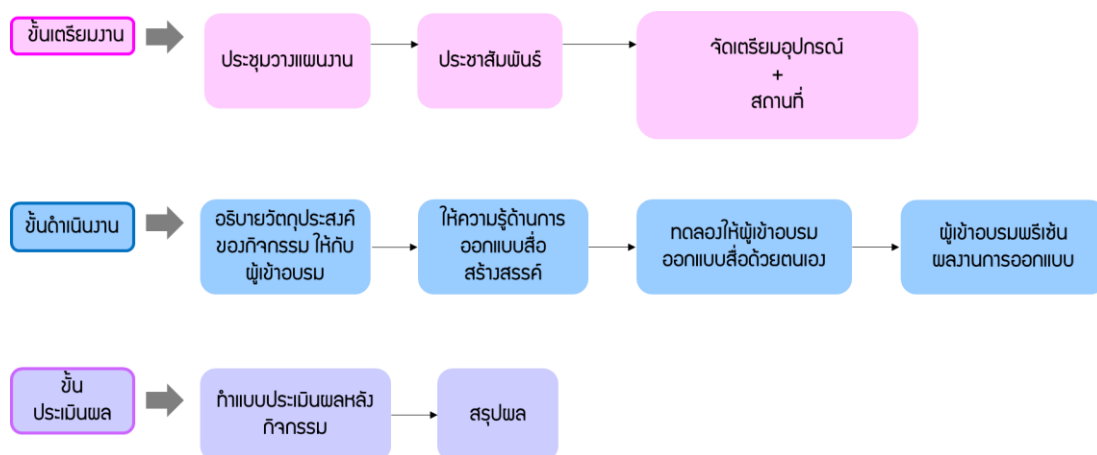 ขั้นเตรียมงาน
ประชุมวางแผนงาน
ประชาสัมพันธ์
จัดเตรียมอุปกรณ์
+
สถานที่
ขั้นดำเนินงาน
อธิบายวัตถุประสงค์
ของกิจกรรม ให้กับ
ผู้เข้าอบรม
ให้ความรู้ด้านการ
ออกแบบสื่อ
สร้างสรรค์
ทดลองให้ผู้เข้าอบรม
ออกแบบสื่อด้วยตนเอง
ผู้เข้าอบรมพรีเซ้น
ผลงานการออกแบบ
ขั้น
ประเมินผล
ทำแบบประเมินผลหลัง
กิจกรรม
สรุปผล